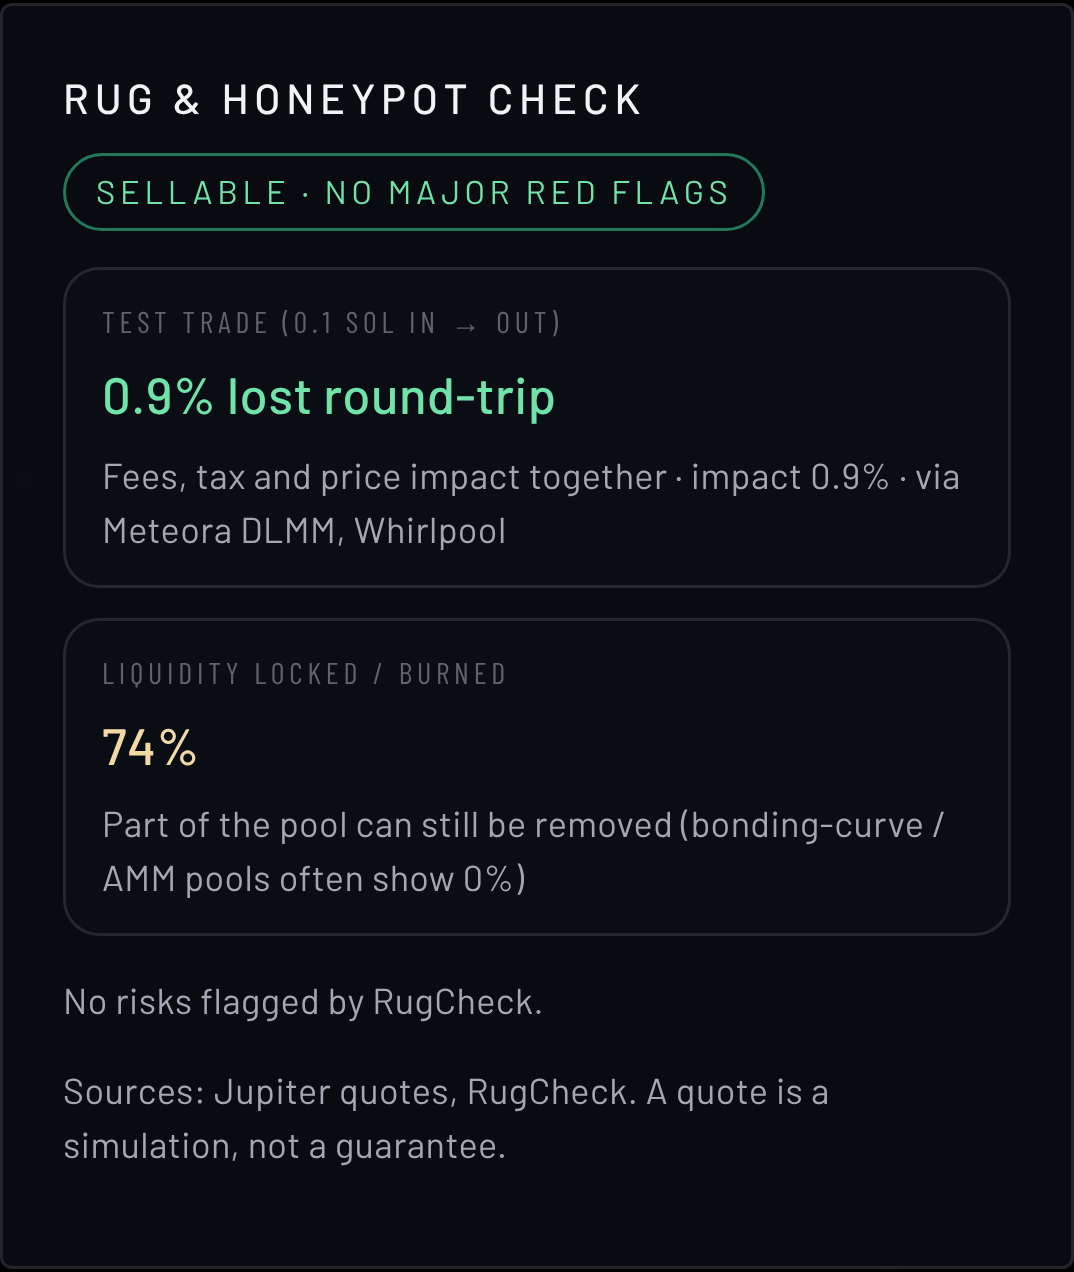 RUG & HONEYPOT CHECK
SELLABLE · NO MAJOR RED FLAGS
TEST TRADE (0.1 SOL IN → OUT)
0.9% lost round-trip
Fees, tax and price impact together · impact 0.9% · via
Meteora DLMM, Whirlpool
LIQUIDITY LOCKED / BURNED
74%
Part of the pool can still be removed (bonding-curve /
AMM pools often show 0%)
No risks flagged by RugCheck.
Sources: Jupiter quotes, RugCheck. A quote is a
simulation, not a guarantee.